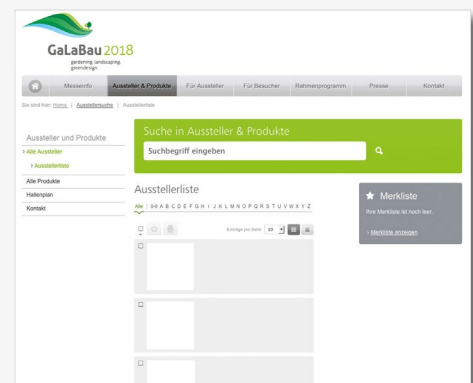 GaLaBau 2018
gardening. landscaping.
greendesign
Messeinfo Aussteller & Produkte Für Aussteller Für Besucher Rahmenprogramm Presse Kontakt
Sie sind hier: Home | Ausstellersuche | Ausstellerliste
Aussteller und Produkte
› Alle Aussteller
› Ausstellerliste
Alle Produkte
Hallenplan
Kontakt
Suche in Aussteller & Produkte
Suchbegriff eingeben
Ausstellerliste
Alle | 0-9 A B C D E F G H I J K L M N O P Q R S T U V W X Y Z
Einträge pro Seite 20
Merkliste
Ihre Merkliste ist noch leer.
› Merkliste anzeigen